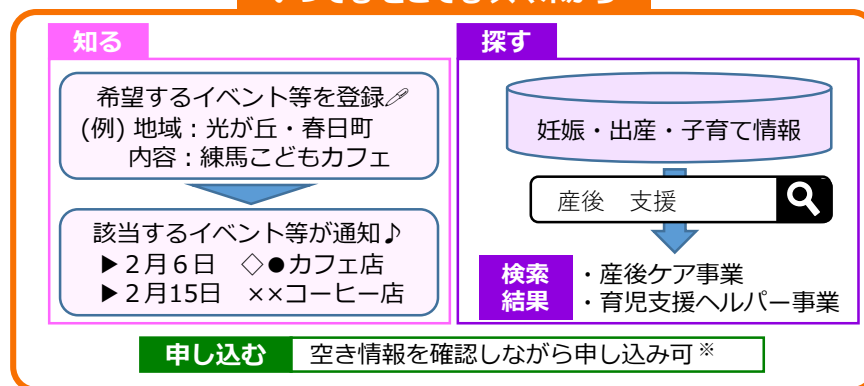 知る
希望するイベント等を登録
(例) 地域：光が丘・春日町
内容：練馬こどもカフェ
該当するイベント等が通知♪
▶２月６日　◇●カフェ店
▶２月15日　××コーヒー店
探す
妊娠・出産・子育て情報
産後　支援
検索結果
・産後ケア事業
・育児支援ヘルパー事業
申し込む
空き情報を確認しながら申し込み可※